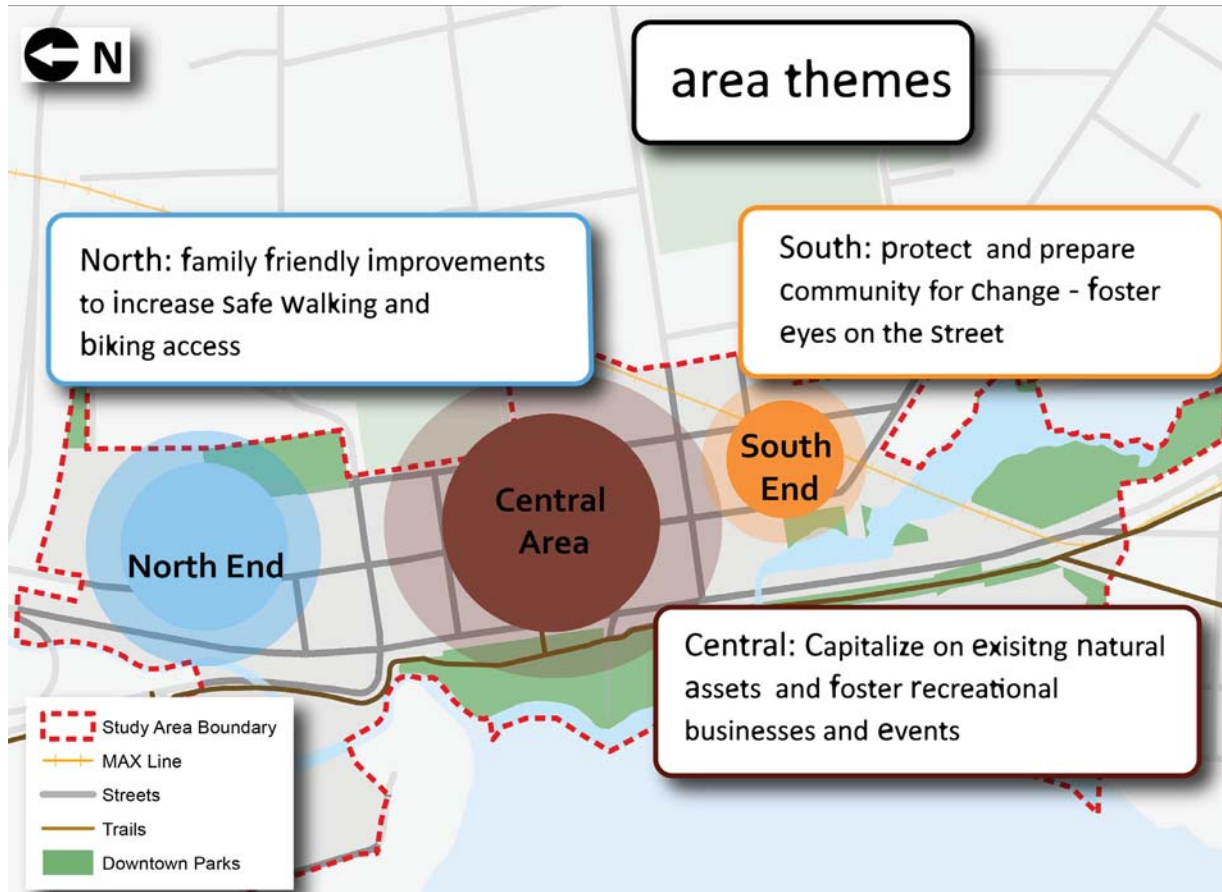 N
area themes
North: family friendly improvements
to increase safe walking and
biking access
South: protect and prepare
community for change - foster
eyes on the street
North End
Central
Area
South
End
Central: Capitalize on exisitng natural
assets and foster recreational
businesses and events
Study Area Boundary
MAX Line
Streets
Trails
Downtown Parks